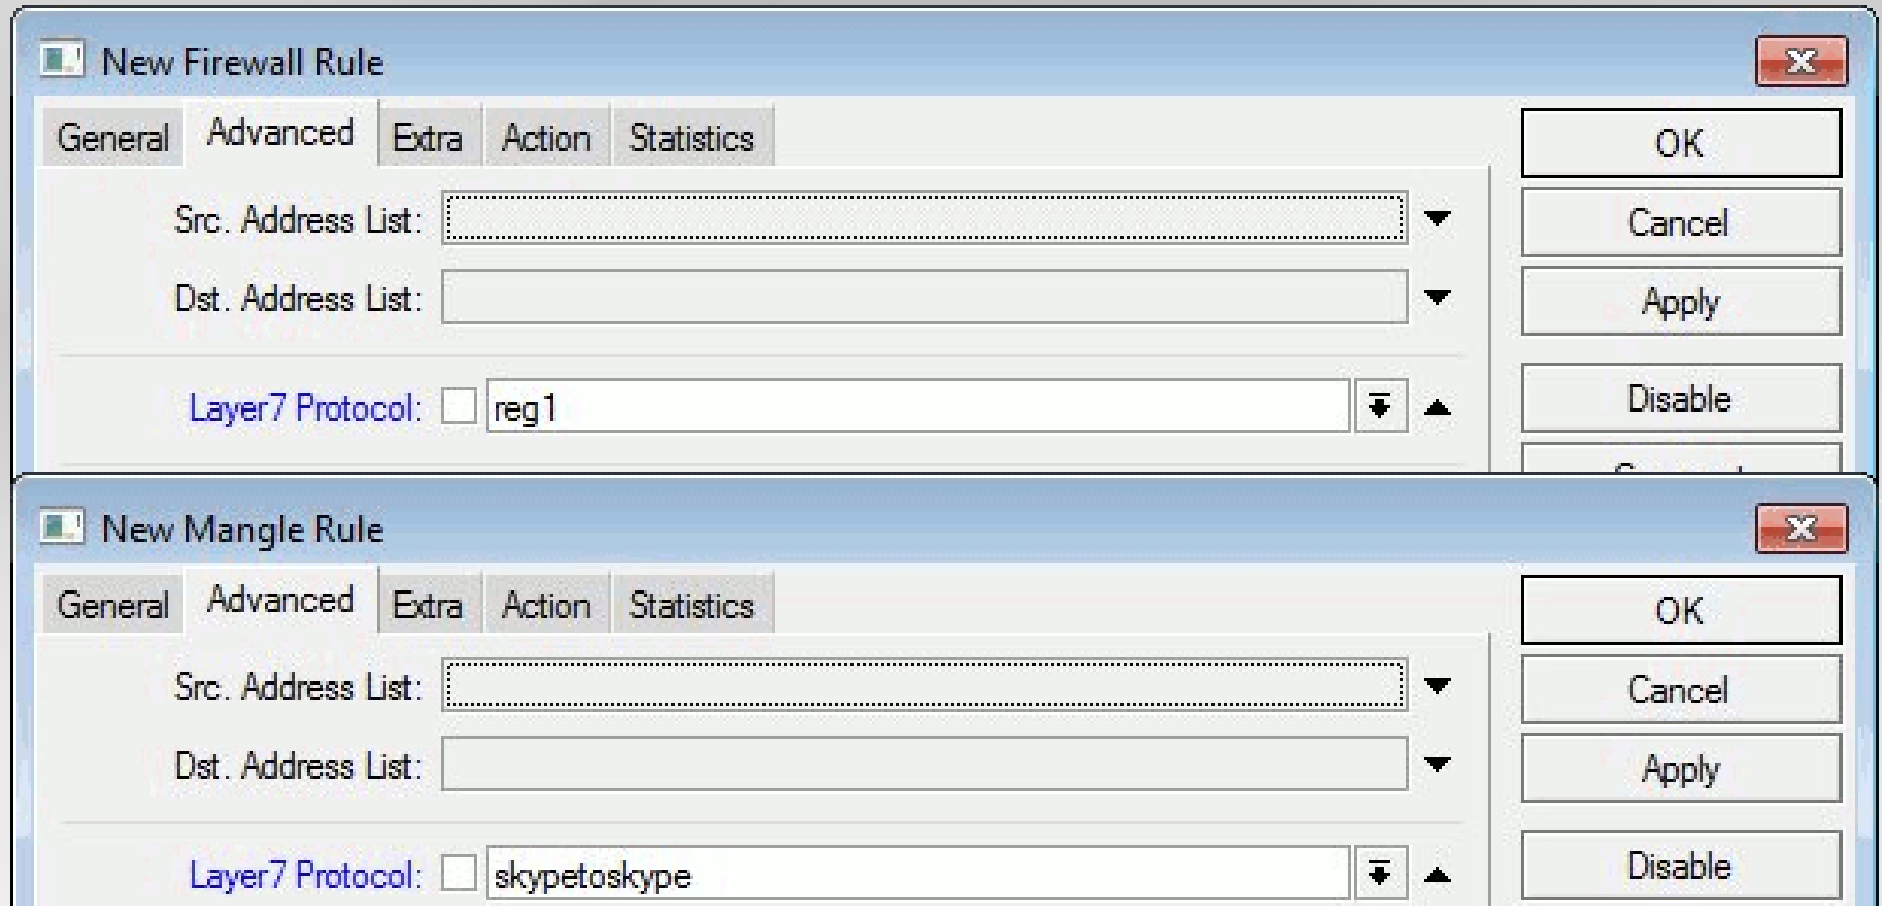 New Firewall Rule
General Advanced Extra Action Statistics
OK
Src. Address List:
Cancel
Dst. Address List:
Apply
Layer7 Protocol: reg1
Disable
New Mangle Rule
General Advanced Extra Action Statistics
OK
Src. Address List:
Cancel
Dst. Address List:
Apply
Layer7 Protocol: skypetoskype
Disable